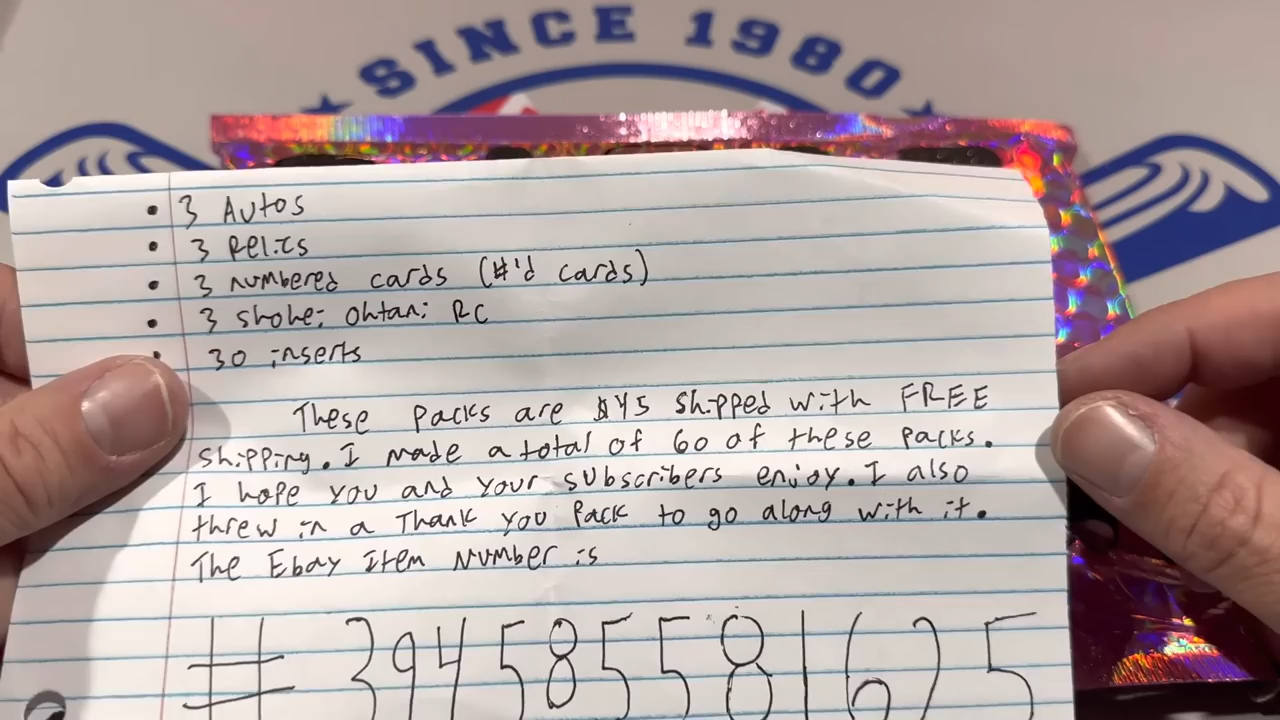 SINCE 1980
• 3 Autos
• 3 Relics
• 3 numbered cards (#'d cards)
• 3 shohei ohtani RC
• 30 inserts
These Packs are $45 shipped with FREE
shipping. I made a total of 60 of these packs.
I hope you and your subscribers enjoy. I also
threw in a Thank you Pack to go along with it.
The Ebay Item Number is
# 394585581625